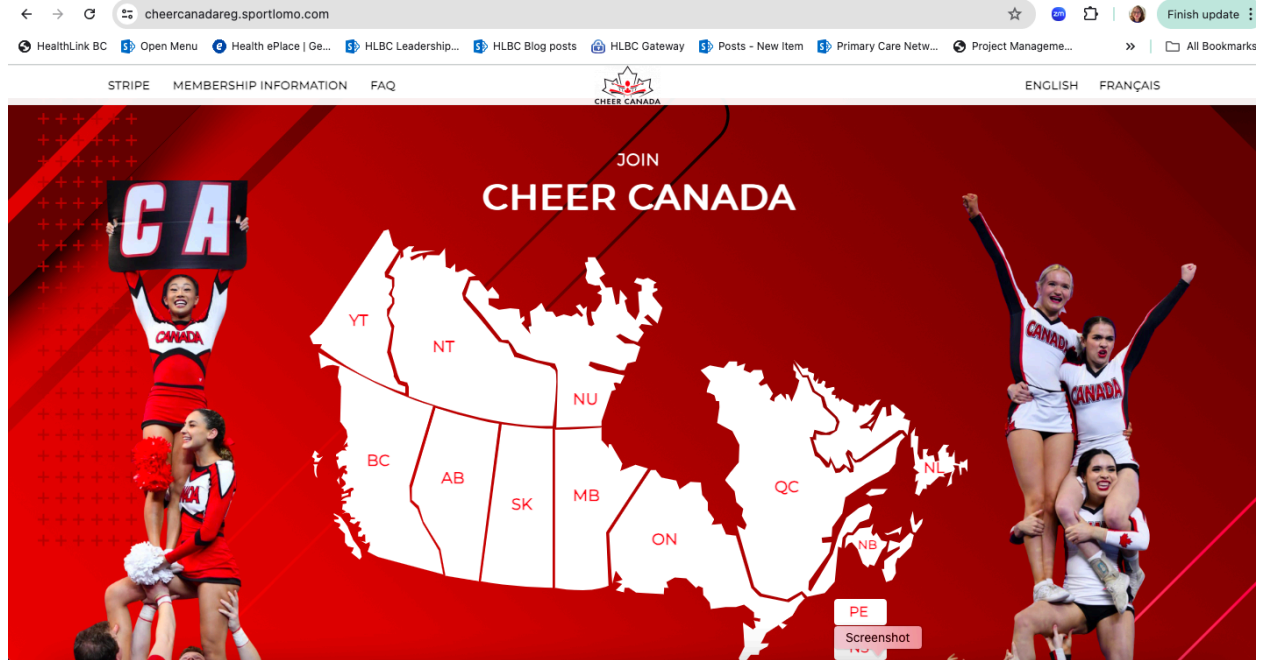 cheercanadareg.sportlomo.com
zm
Finish update
HealthLink BC Open Menu Health ePlace | Ge... HLBC Leadership... HLBC Blog posts HLBC Gateway Posts - New Item Primary Care Netw... Project Manageme... » All Bookmarks
STRIPE MEMBERSHIP INFORMATION FAQ CHEER CANADA ENGLISH FRANÇAIS
JOIN
CHEER CANADA
CA
CANADA
CANADA
CANADA
YT
NT
NU
BC
AB
SK
MB
ON
QC
NL
NB
PE
Screenshot